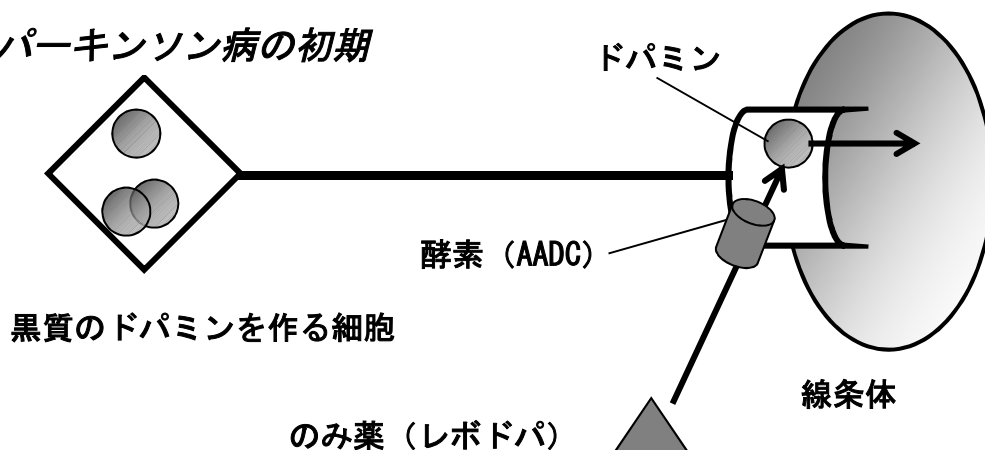 パーキンソン病の初期
ドパミン
酵素（AADC）
黒質のドパミンを作る細胞
線条体
のみ薬（レボドパ）